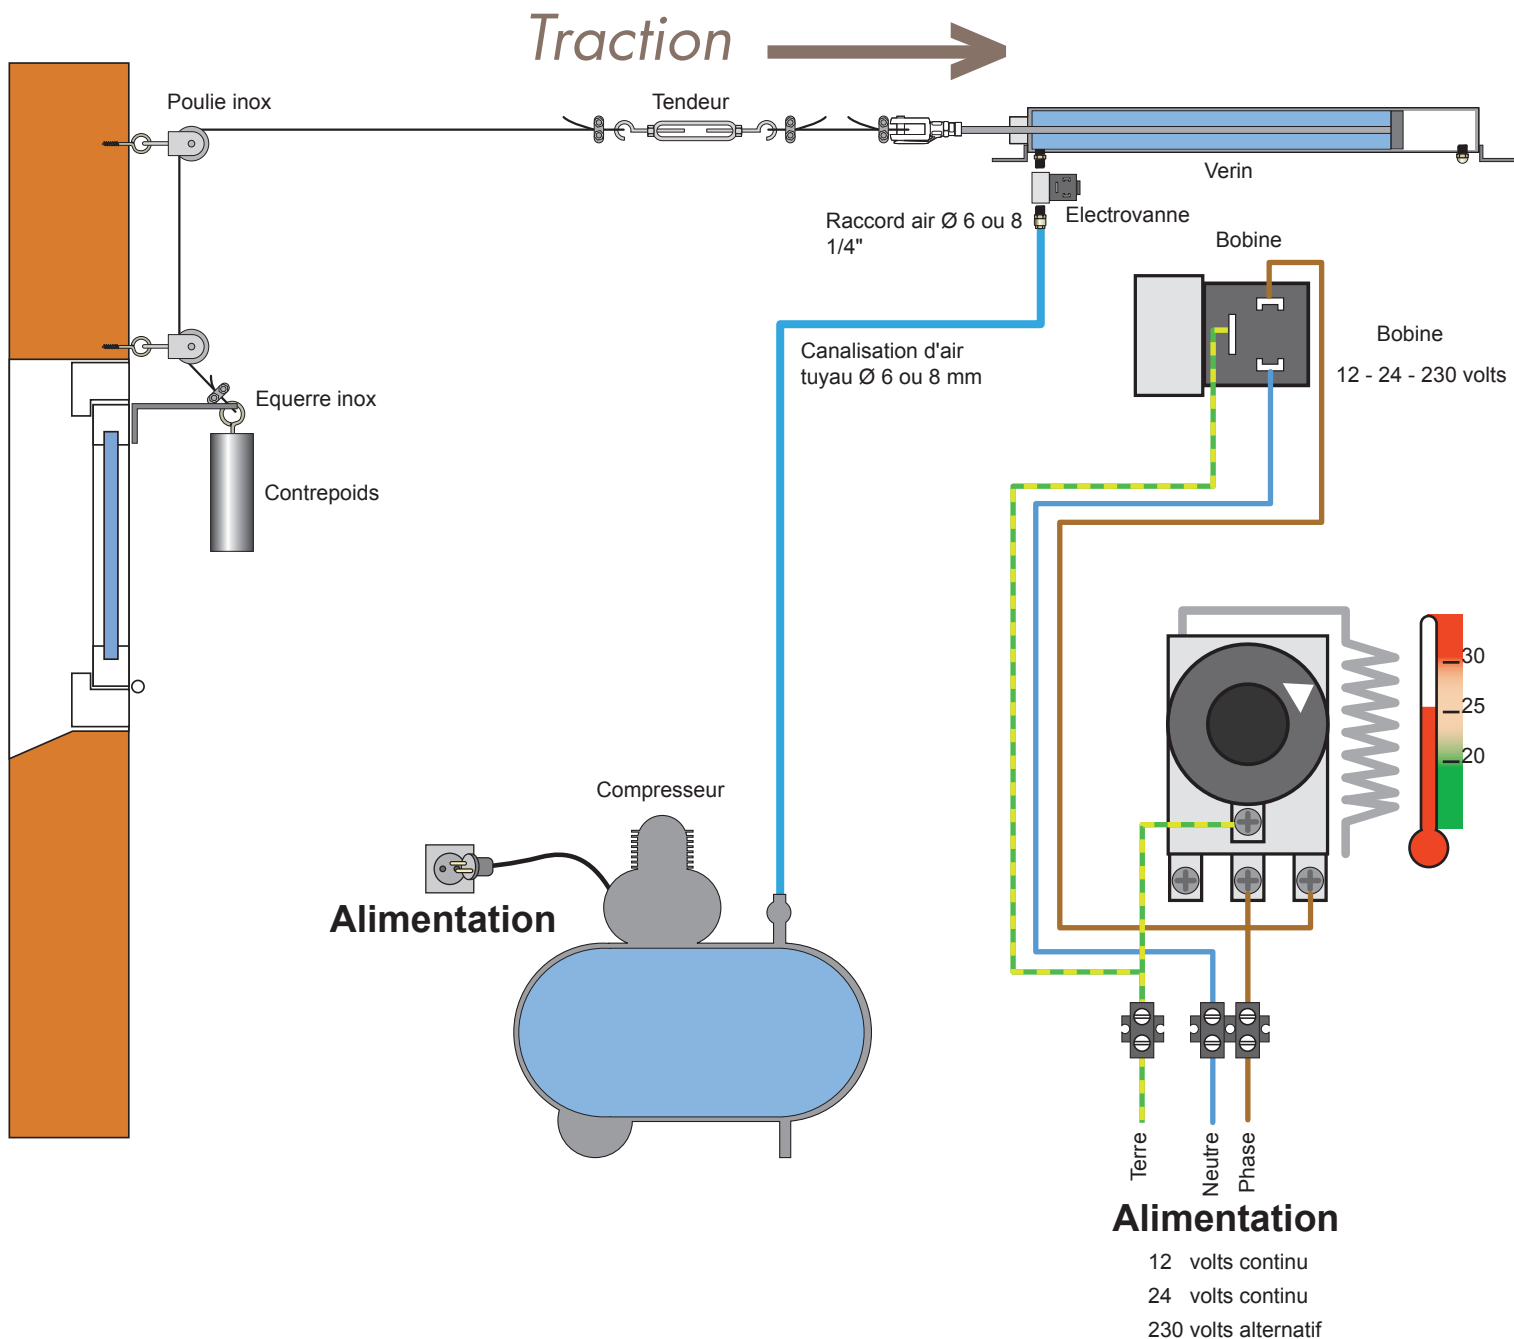 Traction
Poulie inox
Tendeur
Verin
Raccord air Ø 6 ou 8
1/4"
Electrovanne
Bobine
Canalisation d'air
tuyau Ø 6 ou 8 mm
Bobine
12 - 24 - 230 volts
Equerre inox
Contrepoids
30
25
20
Compresseur
Alimentation
Terre
Neutre
Phase
Alimentation
12 volts continu
24 volts continu
230 volts alternatif